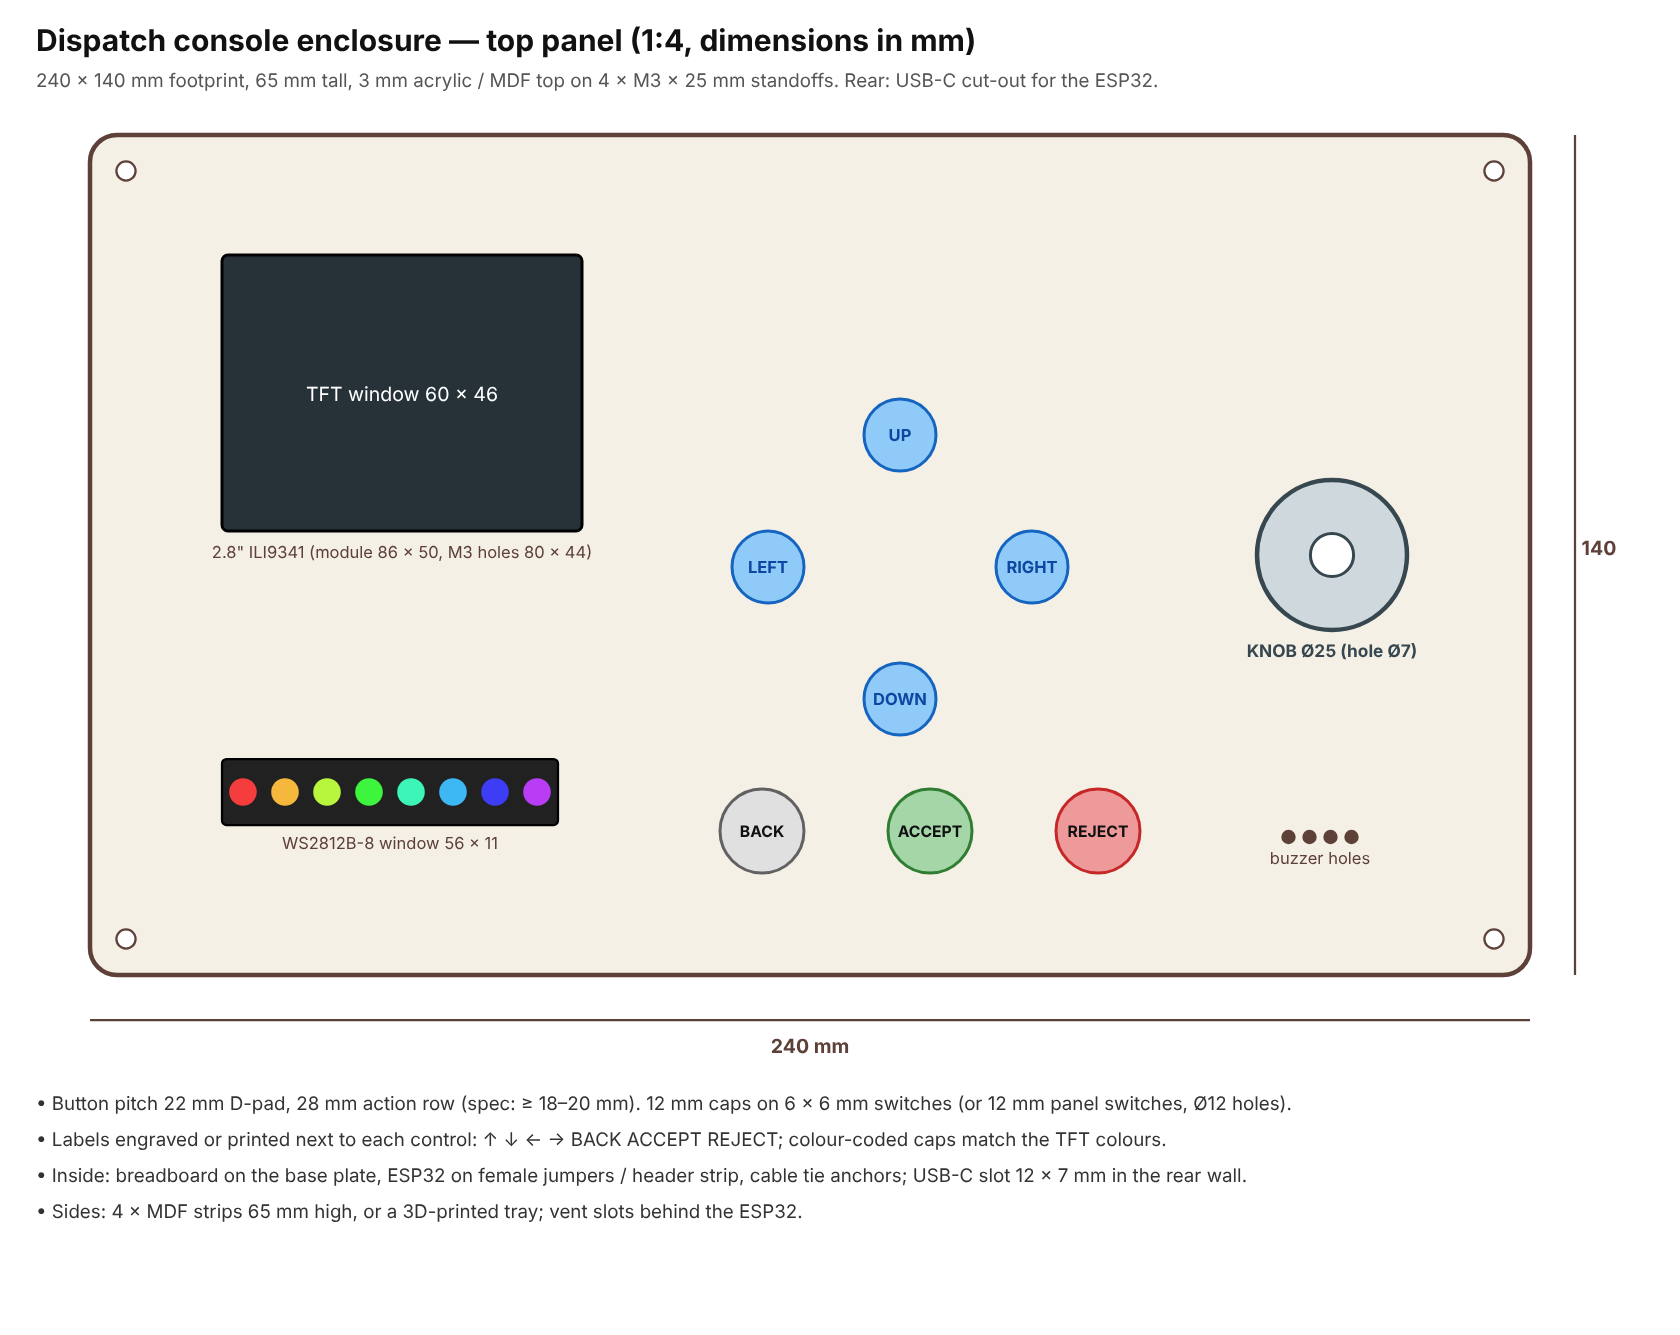 Dispatch console enclosure — top panel (1:4, dimensions in mm)
240 × 140 mm footprint, 65 mm tall, 3 mm acrylic / MDF top on 4 × M3 × 25 mm standoffs. Rear: USB-C cut-out for the ESP32.
TFT window 60 × 46
2.8" ILI9341 (module 86 × 50, M3 holes 80 × 44)
UP
LEFT
RIGHT
DOWN
KNOB Ø25 (hole Ø7)
140
WS2812B-8 window 56 × 11
BACK
ACCEPT
REJECT
buzzer holes
240 mm
• Button pitch 22 mm D-pad, 28 mm action row (spec: ≥ 18–20 mm). 12 mm caps on 6 × 6 mm switches (or 12 mm panel switches, Ø12 holes).
• Labels engraved or printed next to each control: ↑ ↓ ← → BACK ACCEPT REJECT; colour-coded caps match the TFT colours.
• Inside: breadboard on the base plate, ESP32 on female jumpers / header strip, cable tie anchors; USB-C slot 12 × 7 mm in the rear wall.
• Sides: 4 × MDF strips 65 mm high, or a 3D-printed tray; vent slots behind the ESP32.